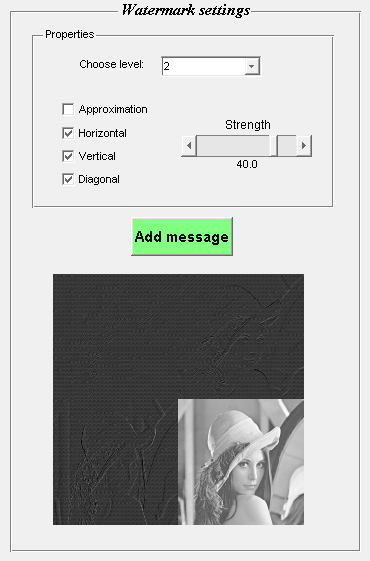 Watermark settings
Properties
Choose level: 2
Approximation
Horizontal
Vertical
Diagonal
Strength
40.0
Add message